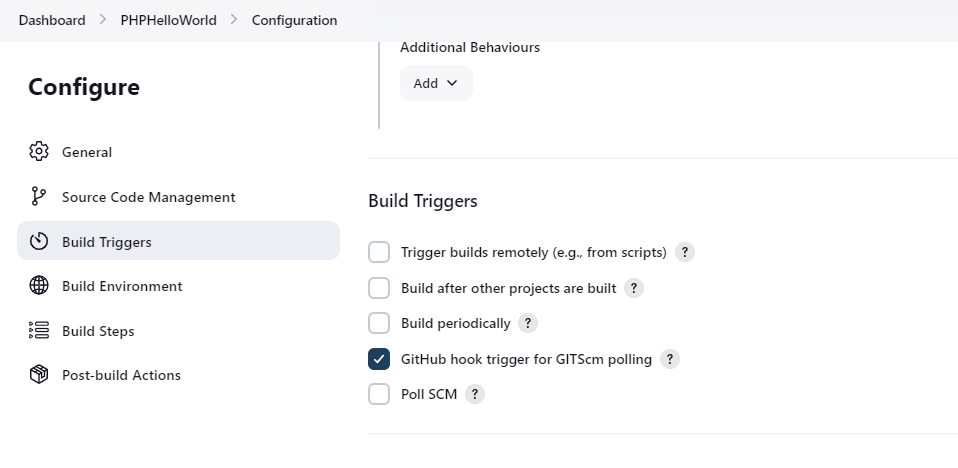 Dashboard > PHPHelloWorld > Configuration
Configure
General
Source Code Management
Build Triggers
Build Environment
Build Steps
Post-build Actions
Additional Behaviours
Add
Build Triggers
Trigger builds remotely (e.g., from scripts) ?
Build after other projects are built ?
Build periodically ?
GitHub hook trigger for GITScm polling ?
Poll SCM ?